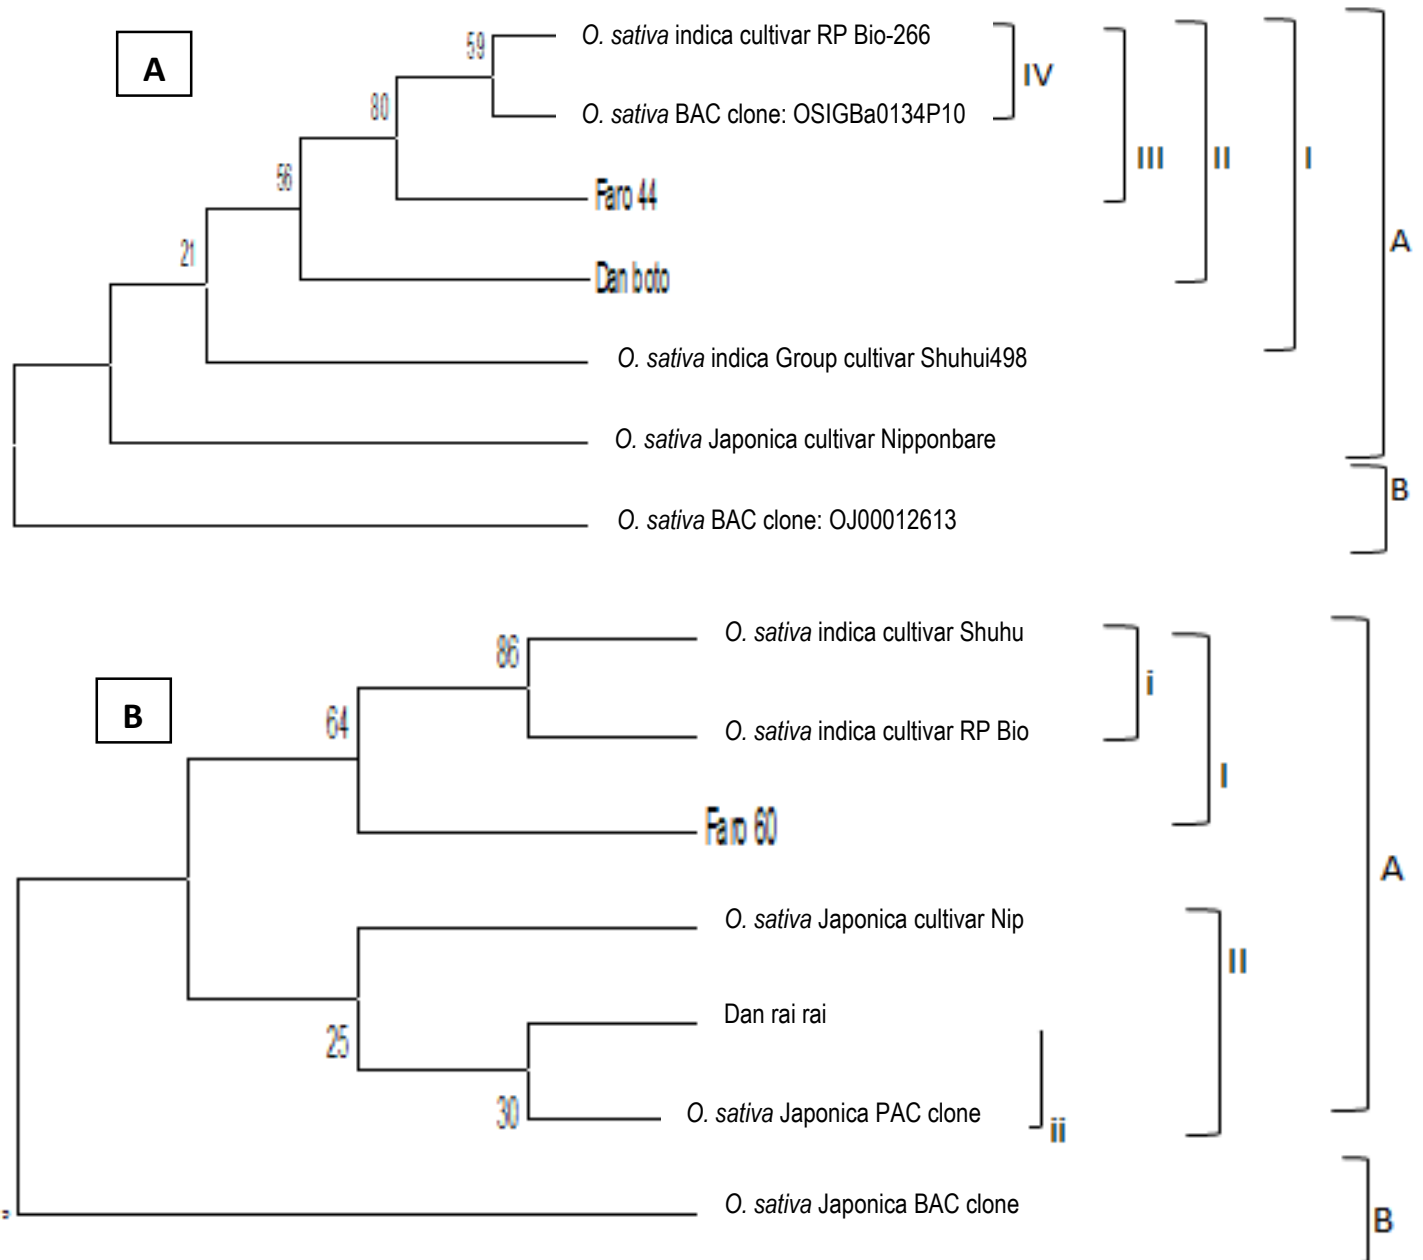 A
59
O. sativa indica cultivar RP Bio-266
IV
80
O. sativa BAC clone: OSIGBa0134P10
III
II
I
56
Faro 44
A
21
Dan boto
O. sativa indica Group cultivar Shuhui498
O. sativa Japonica cultivar Nipponbare
B
O. sativa BAC clone: OJ00012613
86
O. sativa indica cultivar Shuhu
i
B
64
O. sativa indica cultivar RP Bio
I
Faro 60
A
O. sativa Japonica cultivar Nip
II
Dan rai rai
25
30
O. sativa Japonica PAC clone
ii
O. sativa Japonica BAC clone
B